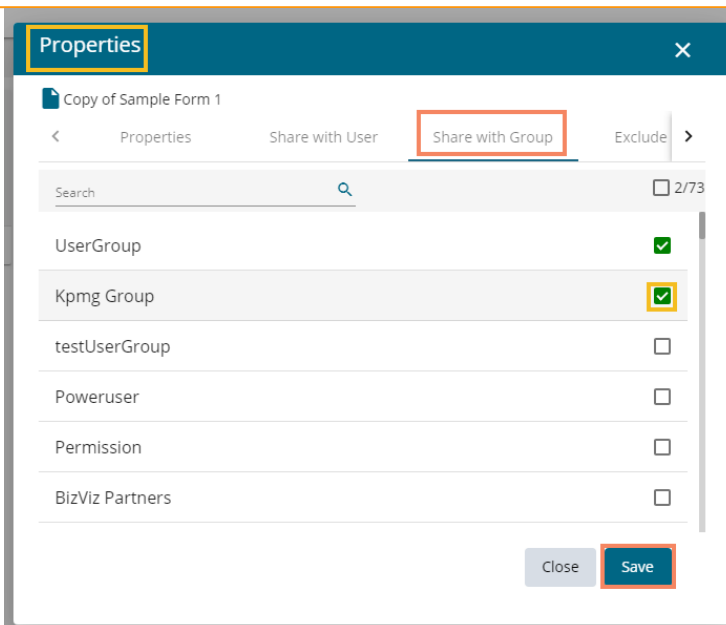 Properties
Copy of Sample Form 1
Properties Share with User Share with Group Exclude
Search 2/73
UserGroup
Kpmg Group
testUserGroup
Poweruser
Permission
BizViz Partners
Close Save